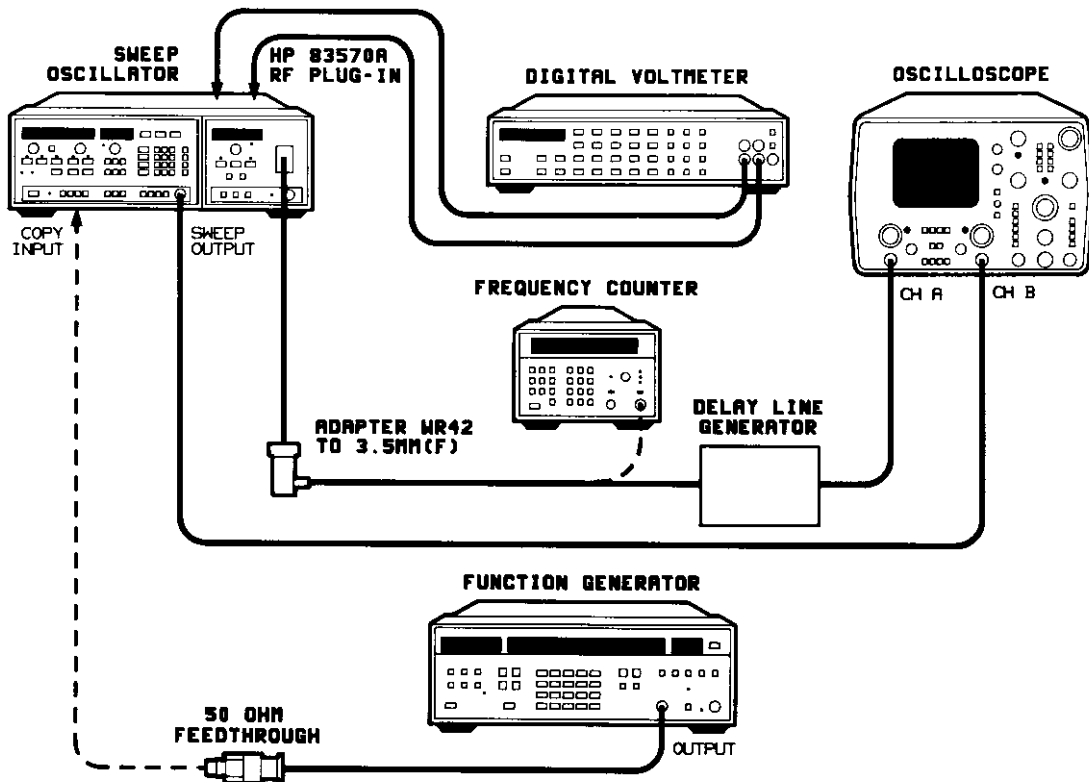 SWEEP
OSCILLATOR
HP 83570A
RF PLUG-IN
DIGITAL VOLTMETER
OSCILLOSCOPE
COPY
INPUT
SWEEP
OUTPUT
CH A
CH B
FREQUENCY COUNTER
ADAPTER WR42
TO 3.5MM(F)
DELAY LINE
GENERATOR
FUNCTION GENERATOR
50 OHM
FEEDTHROUGH
OUTPUT